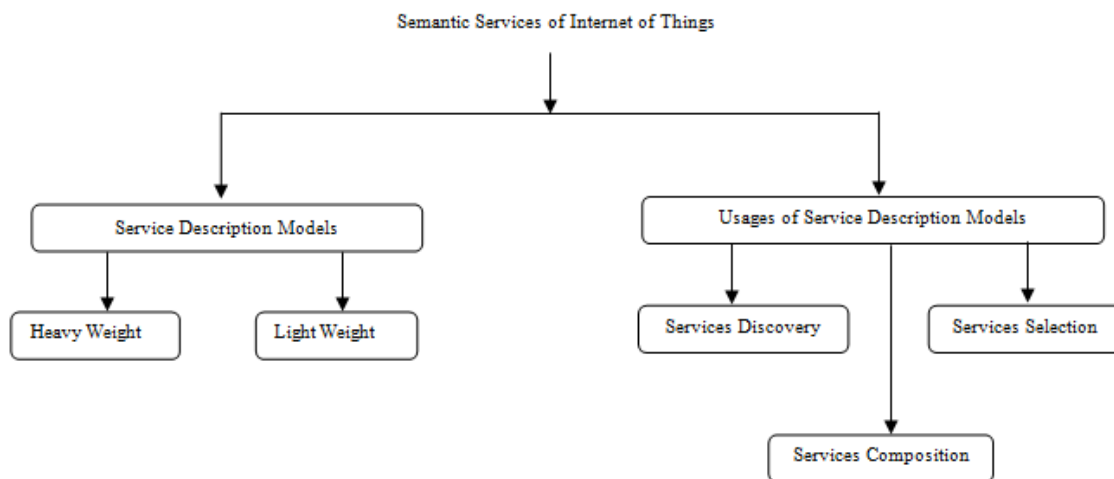 Semantic Services of Internet of Things
Service Description Models
Usages of Service Description Models
Heavy Weight
Light Weight
Services Discovery
Services Selection
Services Composition